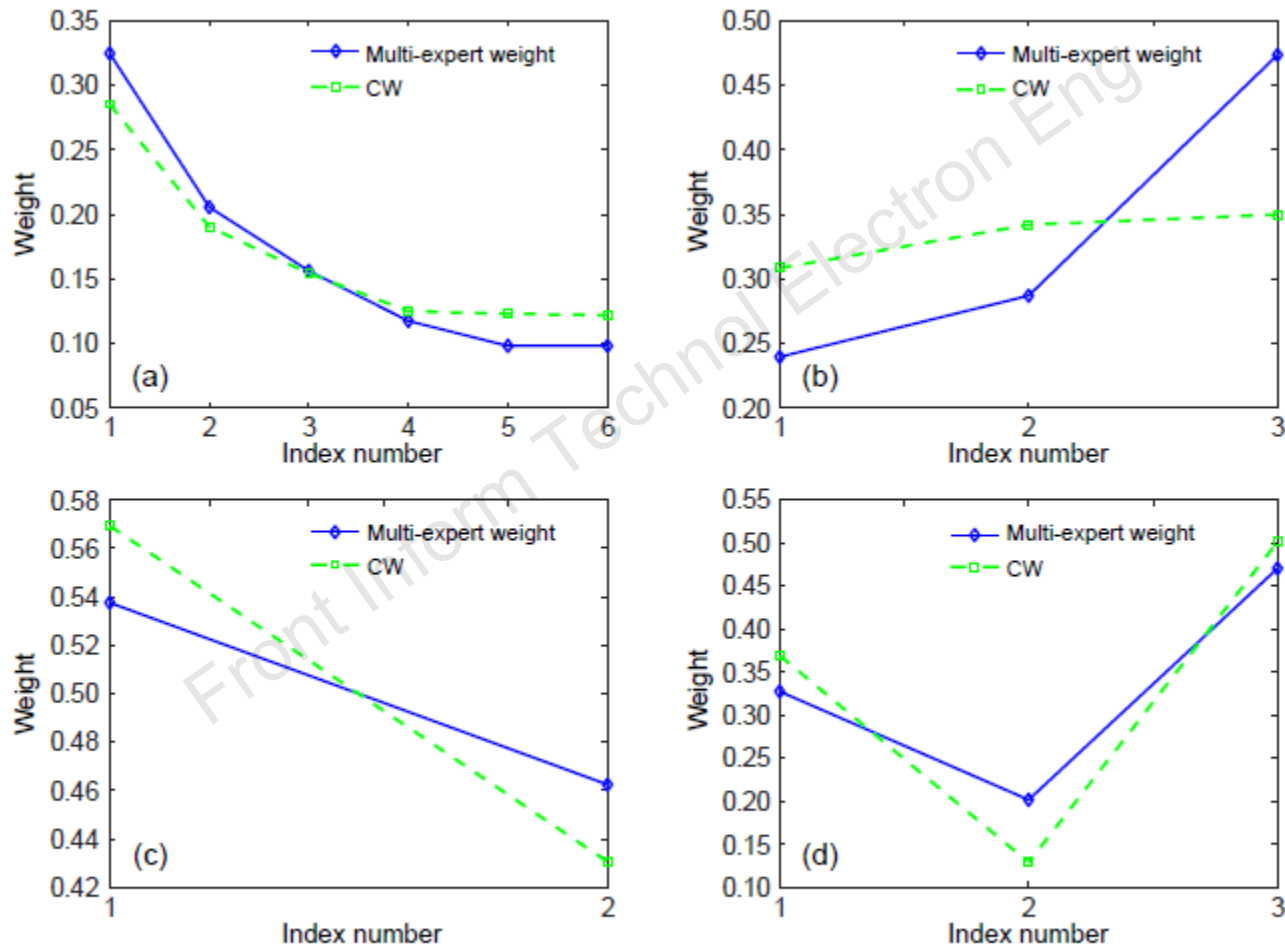 0.35
0.30
0.25
0.20
0.15
0.10
0.05
Weight
Multi-expert weight
CW
(a)
1 2 3 4 5 6
Index number
0.50
0.45
0.40
0.35
0.30
0.25
0.20
Weight
Multi-expert weight
CW
(b)
1 2 3
Index number
0.58
0.56
0.54
0.52
0.50
0.48
0.46
0.44
0.42
Weight
Multi-expert weight
CW
(c)
1 2
Index number
0.55
0.50
0.45
0.40
0.35
0.30
0.25
0.20
0.15
0.10
Weight
Multi-expert weight
CW
(d)
1 2 3
Index number
Front Inform Technol Electron Eng